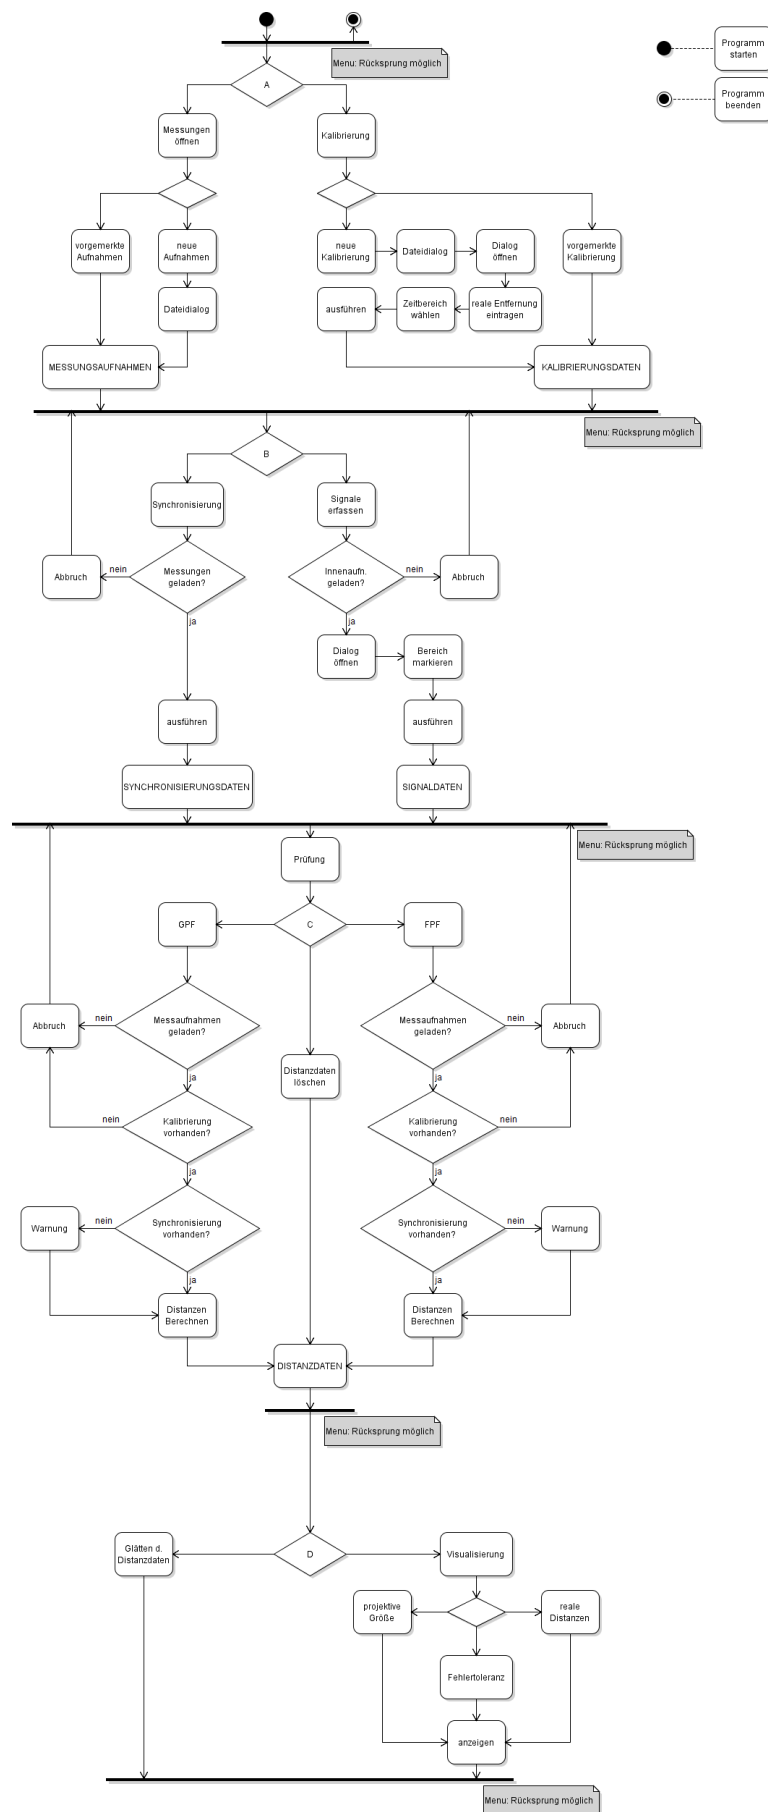 Programm
starten
Menu: Rücksprung möglich
A
Programm
beenden
Messungen
öffnen
Kalibrierung
vorgemerkte
Aufnahmen
neue
Aufnahmen
neue
Kalibrierung
Dateidialog
Dialog
öffnen
vorgemerkte
Kalibrierung
Dateidialog
ausführen
Zeitbereich
wählen
reale Entfernung
eintragen
MESSUNGSAUFNAHMEN
KALIBRIERUNGSDATEN
Menu: Rücksprung möglich
B
Synchronisierung
Signale
erfassen
Abbruch
nein
Messungen
geladen?
Innenaufn.
geladen?
nein
Abbruch
ja
ja
Dialog
öffnen
Bereich
markieren
ausführen
ausführen
SYNCHRONISIERUNGSDATEN
SIGNALDATEN
Menu: Rücksprung möglich
Prüfung
GPF
C
FPF
Abbruch
nein
Messaufnahmen
geladen?
Messaufnahmen
geladen?
nein
Abbruch
Distanzdaten
löschen
ja
ja
nein
Kalibrierung
vorhanden?
Kalibrierung
vorhanden?
nein
ja
ja
Warnung
nein
Synchronisierung
vorhanden?
Synchronisierung
vorhanden?
nein
Warnung
ja
ja
Distanzen
Berechnen
Distanzen
Berechnen
DISTANZDATEN
Menu: Rücksprung möglich
Glätten d.
Distanzdaten
D
Visualisierung
projektive
Größe
reale
Distanzen
Fehlertoleranz
anzeigen
Menu: Rücksprung möglich